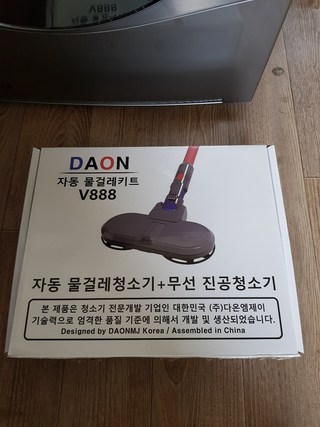 DAON
자동 물걸레키트
V888
자동 물걸레청소기+무선 진공청소기
본 제품은 청소기 전문개발 기업인 대한민국 (주)다온엠제이
기술력으로 엄격한 품질 기준에 의해서 개발 및 생산되었습니다.
Designed by DAONMJ Korea / Assembled in China